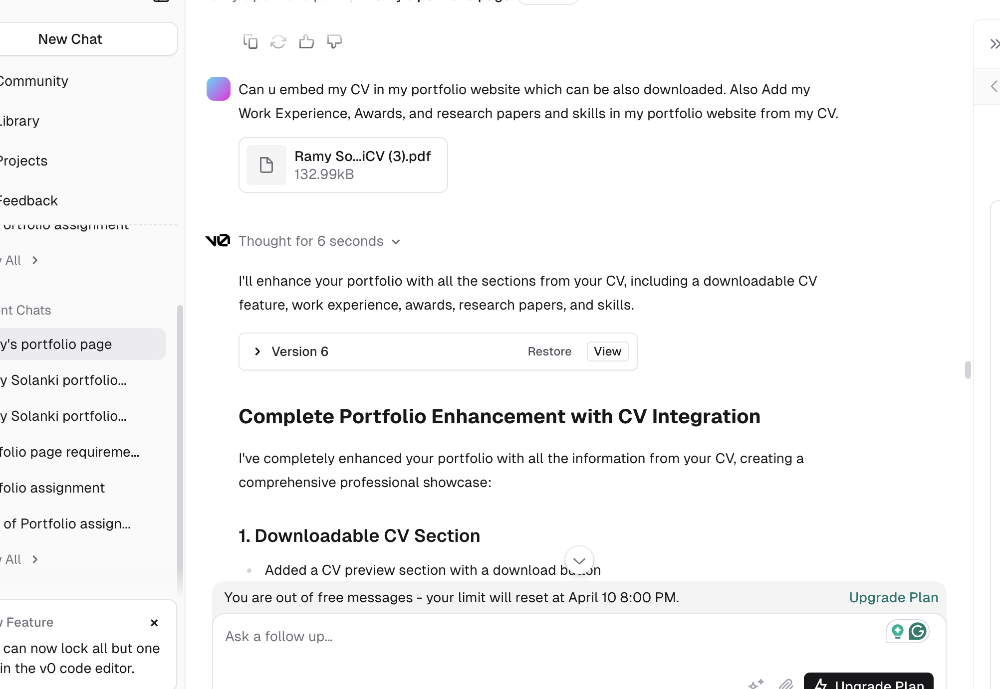 New Chat
Community
Library
Projects
Feedback
ortfolio assignment
All
nt Chats
y's portfolio page
y Solanki portfolio...
y Solanki portfolio...
folio page requireme...
folio assignment
of Portfolio assign...
All
Feature
can now lock all but one
in the v0 code editor.
Can u embed my CV in my portfolio website which can be also downloaded. Also Add my
Work Experience, Awards, and research papers and skills in my portfolio website from my CV.
Ramy So...iCV (3).pdf
132.99kB
v0
Thought for 6 seconds
I'll enhance your portfolio with all the sections from your CV, including a downloadable CV
feature, work experience, awards, research papers, and skills.
Version 6 Restore View
Complete Portfolio Enhancement with CV Integration
I've completely enhanced your portfolio with all the information from your CV, creating a
comprehensive professional showcase:
1. Downloadable CV Section
Added a CV preview section with a download button
You are out of free messages - your limit will reset at April 10 8:00 PM. Upgrade Plan
Ask a follow up...
Upgrade Plan